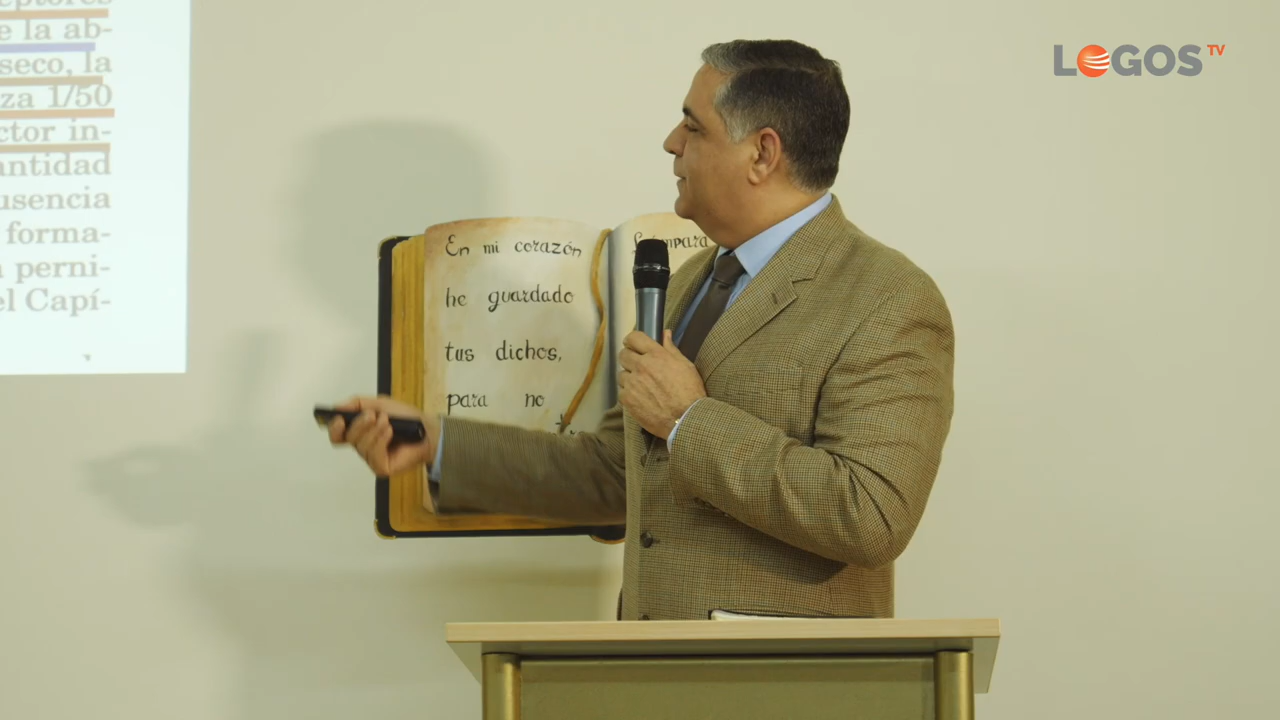 e la ab-
seco, la
za 1/50
ctor in-
antidad
usencia
forma-
perni-
el Capí-
En mi corazón
he guardado
tus dichos,
para no
LOGOS TV